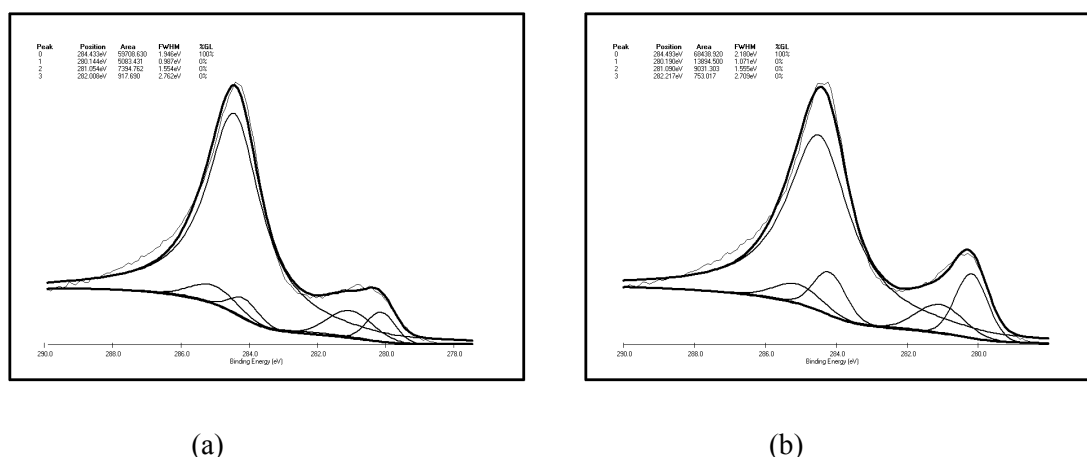 Peak Position Area FWHM %GL
0 284.433eV 59708.630 1.946eV 100%
1 280.144eV 5083.431 0.987eV 0%
2 281.054eV 7394.762 1.554eV 0%
3 282.008eV 917.690 2.762eV 0%
290.0 288.0 286.0 284.0 282.0 280.0 278.0
Binding Energy (eV)
Peak Position Area FWHM %GL
0 284.493eV 68438.920 2.180eV 100%
1 280.190eV 13894.500 1.071eV 0%
2 281.090eV 9031.303 1.595eV 0%
3 282.217eV 753.017 2.709eV 0%
290.0 288.0 286.0 284.0 282.0 280.0
Binding Energy (eV)
(a)
(b)